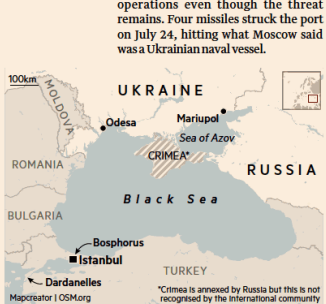 operations even though the threat
remains. Four missiles struck the port
on July 24, hitting what Moscow said
was a Ukrainian naval vessel.
100km
MOLDOVA
UKRAINE
Odesa
Mariupol
Sea of Azov
CRIMEA*
ROMANIA
RUSSIA
Black Sea
BULGARIA
Bosphorus
Istanbul
Dardanelles
TURKEY
Mapcreator | OSM.org
*Crimea is annexed by Russia but this is not
recognised by the international community